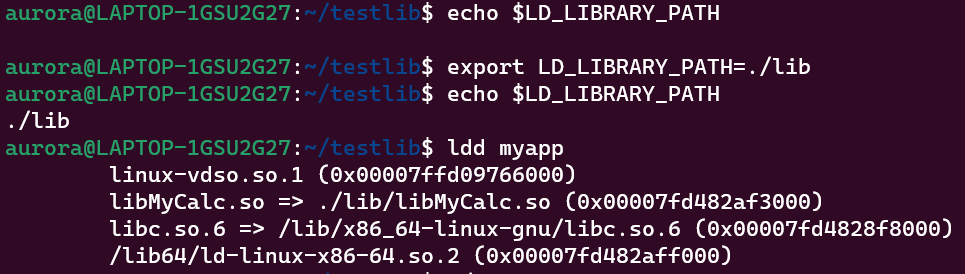 aurora@LAPTOP-1GSU2G27:~/testlib$ echo $LD_LIBRARY_PATH
aurora@LAPTOP-1GSU2G27:~/testlib$ export LD_LIBRARY_PATH=./lib
aurora@LAPTOP-1GSU2G27:~/testlib$ echo $LD_LIBRARY_PATH
./lib
aurora@LAPTOP-1GSU2G27:~/testlib$ ldd myapp
linux-vdso.so.1 (0x00007ffd09766000)
libMyCalc.so => ./lib/libMyCalc.so (0x00007fd482af3000)
libc.so.6 => /lib/x86_64-linux-gnu/libc.so.6 (0x00007fd4828f8000)
/lib64/ld-linux-x86-64.so.2 (0x00007fd482aff000)